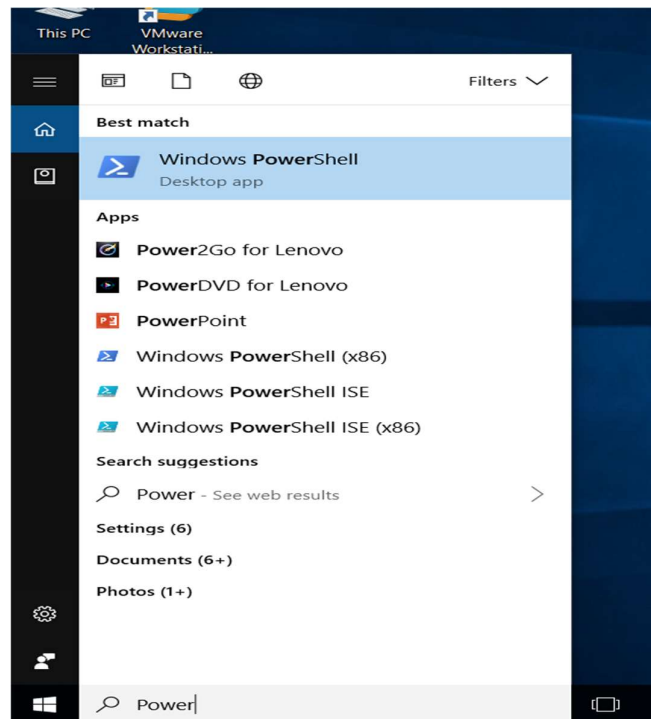 This PC
VMware
Workstati...
Filters
Best match
Windows PowerShell
Desktop app
Apps
Power2Go for Lenovo
PowerDVD for Lenovo
PowerPoint
Windows PowerShell (x86)
Windows PowerShell ISE
Windows PowerShell ISE (x86)
Search suggestions
Power - See web results
Settings (6)
Documents (6+)
Photos (1+)
Power